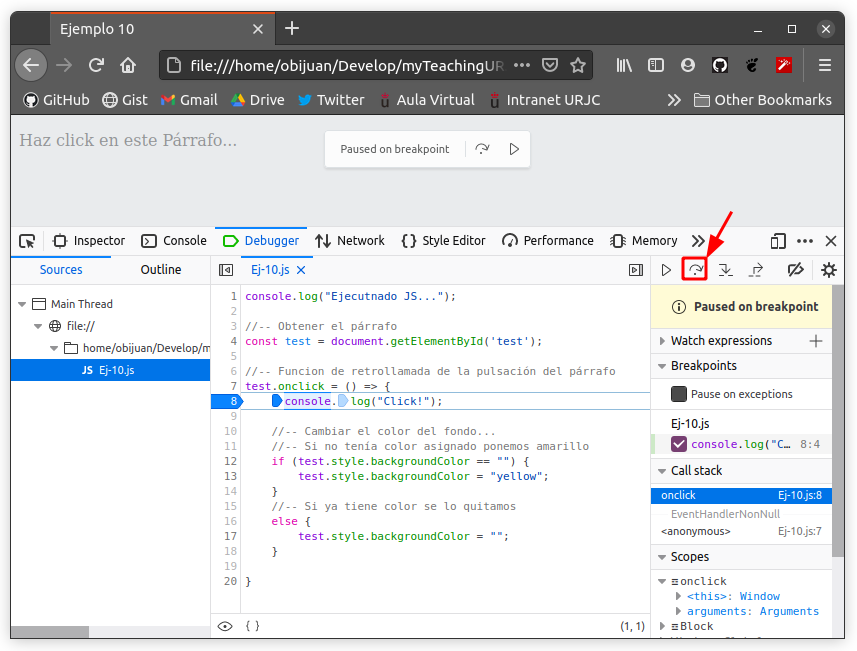 Ejemplo 10
file:///home/obijuan/Develop/myTeachingUR
GitHub Gist Gmail Drive Twitter Aula Virtual Intranet URJC Other Bookmarks
Haz click en este Párrafo...
Paused on breakpoint
Inspector Console Debugger Network Style Editor Performance Memory
Sources Outline
Ej-10.js
Main Thread
file://
home/obijuan/Develop/m
JS Ej-10.js
1 console.log("Ejecutnado JS...");
2
3 //-- Obtener el párrafo
4 const test = document.getElementById('test');
5
6 //-- Funcion de retrollamada de la pulsación del párrafo
7 test.onclick = () => {
8 console.log("Click!");
9
10 //-- Cambiar el color del fondo...
11 //-- Si no tenía color asignado ponemos amarillo
12 if (test.style.backgroundColor == "") {
13 test.style.backgroundColor = "yellow";
14 }
15 //-- Si ya tiene color se lo quitamos
16 else {
17 test.style.backgroundColor = "";
18 }
19
20 }
{ } (1, 1)
Paused on breakpoint
Watch expressions
Breakpoints
Pause on exceptions
Ej-10.js
console.log("C… 8:4
Call stack
onclick Ej-10.js:8
EventHandlerNonNull
<anonymous> Ej-10.js:7
Scopes
onclick
<this>: Window
arguments: Arguments
Block